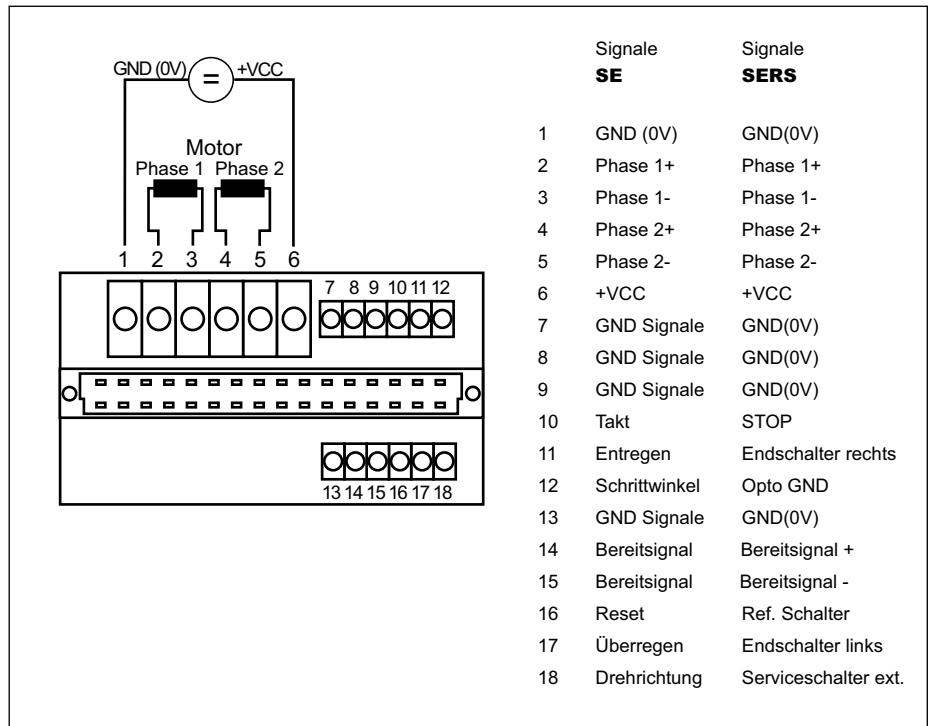 GND (0V) = +VCC
Motor
Phase 1 Phase 2
1 2 3 4 5 6
7 8 9 10 11 12
13 14 15 16 17 18
Signale Signale
SE SERS
1 GND (0V) GND(0V)
2 Phase 1+ Phase 1+
3 Phase 1- Phase 1-
4 Phase 2+ Phase 2+
5 Phase 2- Phase 2-
6 +VCC +VCC
7 GND Signale GND(0V)
8 GND Signale GND(0V)
9 GND Signale GND(0V)
10 Takt STOP
11 Entregen Endschalter rechts
12 Schrittwinkel Opto GND
13 GND Signale GND(0V)
14 Bereitsignal Bereitsignal +
15 Bereitsignal Bereitsignal -
16 Reset Ref. Schalter
17 Überregen Endschalter links
18 Drehrichtung Serviceschalter ext.